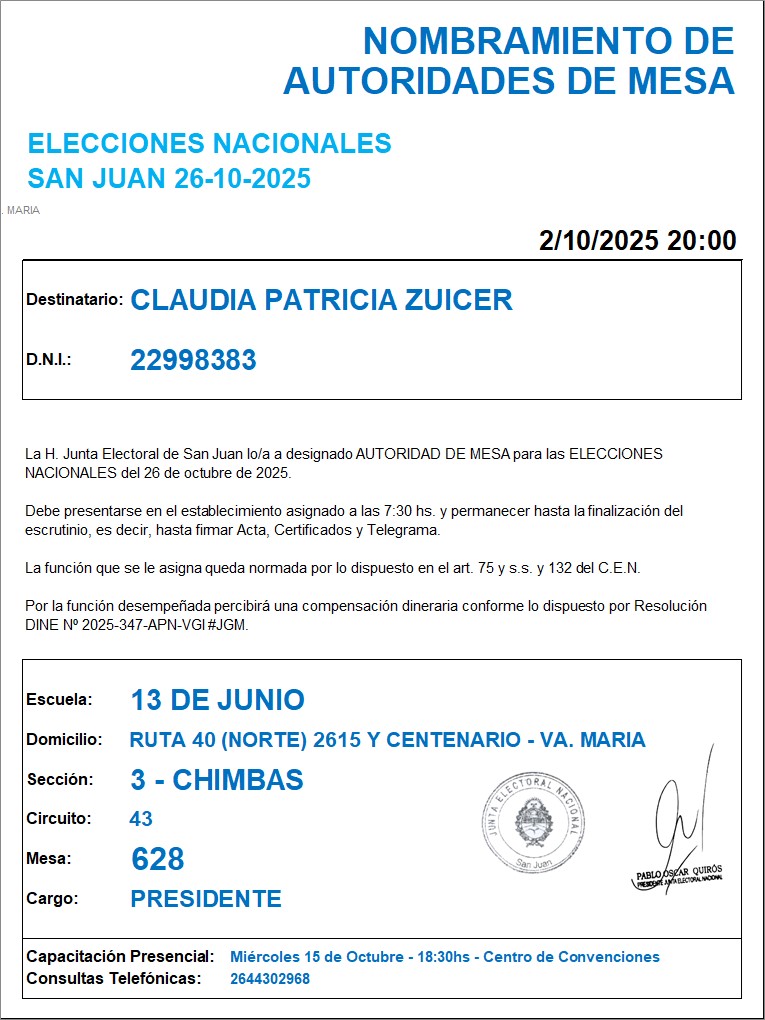 NOMBRAMIENTO DE
AUTORIDADES DE MESA
ELECCIONES NACIONALES
SAN JUAN 26-10-2025
. MARIA
2/10/2025 20:00
Destinatario: CLAUDIA PATRICIA ZUICER
D.N.I.: 22998383
La H. Junta Electoral de San Juan lo/a a designado AUTORIDAD DE MESA para las ELECCIONES
NACIONALES del 26 de octubre de 2025.
Debe presentarse en el establecimiento asignado a las 7:30 hs. y permanecer hasta la finalización del
escrutinio, es decir, hasta firmar Acta, Certificados y Telegrama.
La función que se le asigna queda normada por lo dispuesto en el art. 75 y s.s. y 132 del C.E.N.
Por la función desempeñada percibirá una compensación dineraria conforme lo dispuesto por Resolución
DINE Nº 2025-347-APN-VGI#JGM.
Escuela: 13 DE JUNIO
Domicilio: RUTA 40 (NORTE) 2615 Y CENTENARIO - VA. MARIA
Sección: 3 - CHIMBAS
Circuito: 43
Mesa: 628
Cargo: PRESIDENTE
JUNTA ELECTORAL NACIONAL
San Juan
PABLO OSCAR QUIRÓS
PRESIDENTE JUNTA ELECTORAL NACIONAL
Capacitación Presencial: Miércoles 15 de Octubre - 18:30hs - Centro de Convenciones
Consultas Telefónicas: 2644302968